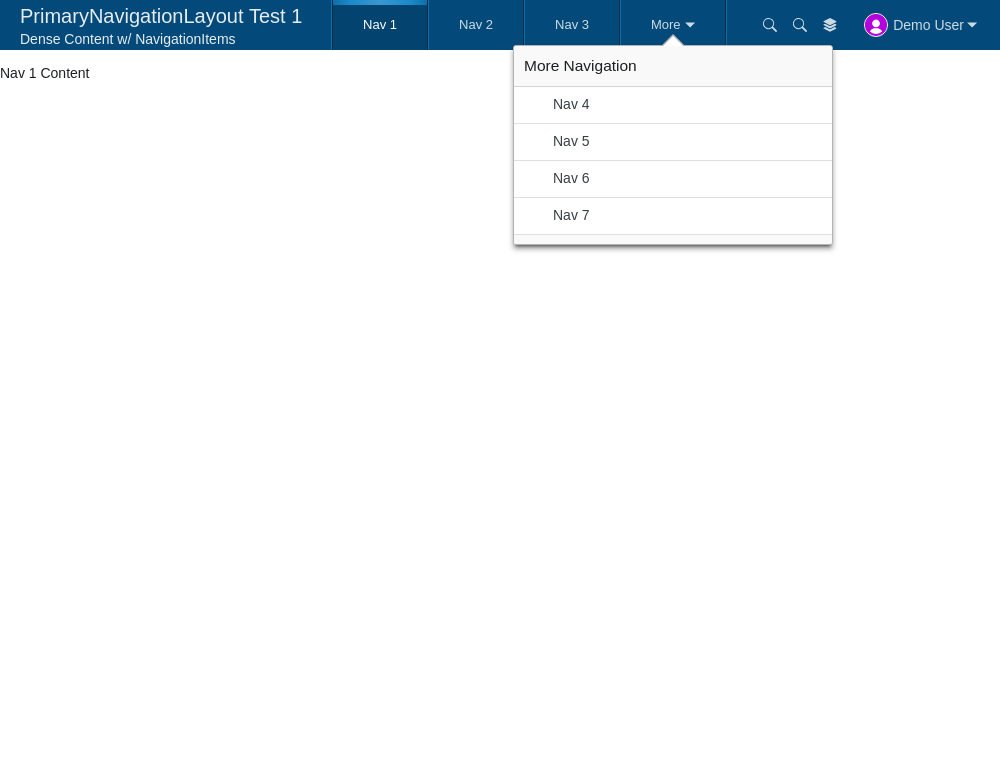 PrimaryNavigationLayout Test 1
Dense Content w/ NavigationItems
Nav 1
Nav 2
Nav 3
More
Demo User
Nav 1 Content
More Navigation
Nav 4
Nav 5
Nav 6
Nav 7